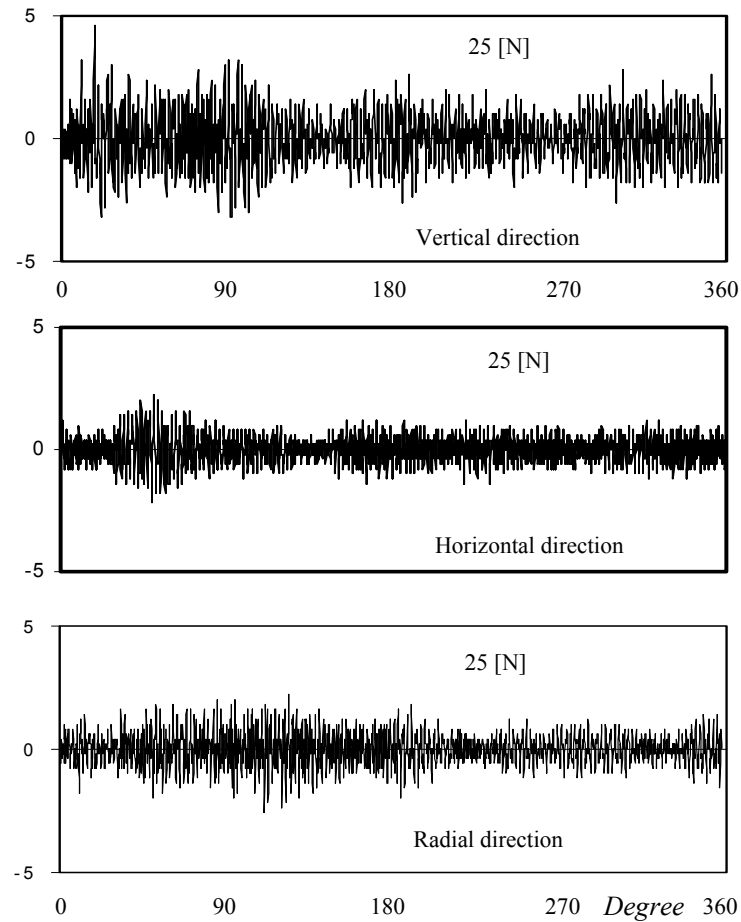 5
25 [N]
0
Vertical direction
-5
0 90 180 270 360
5
25 [N]
0
Horizontal direction
-5
5
25 [N]
0
Radial direction
-5
0 90 180 270 Degree 360